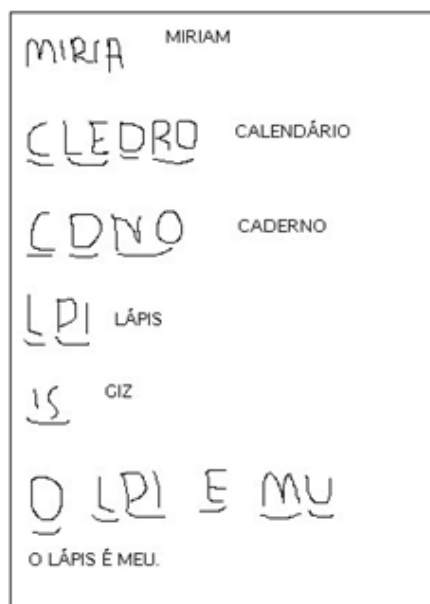 MIRIA MIRIAM
CLEDRO CALENDÁRIO
CDNO CADERNO
LPI LÁPIS
IS GIZ
O LPI E MU
O LÁPIS É MEU.